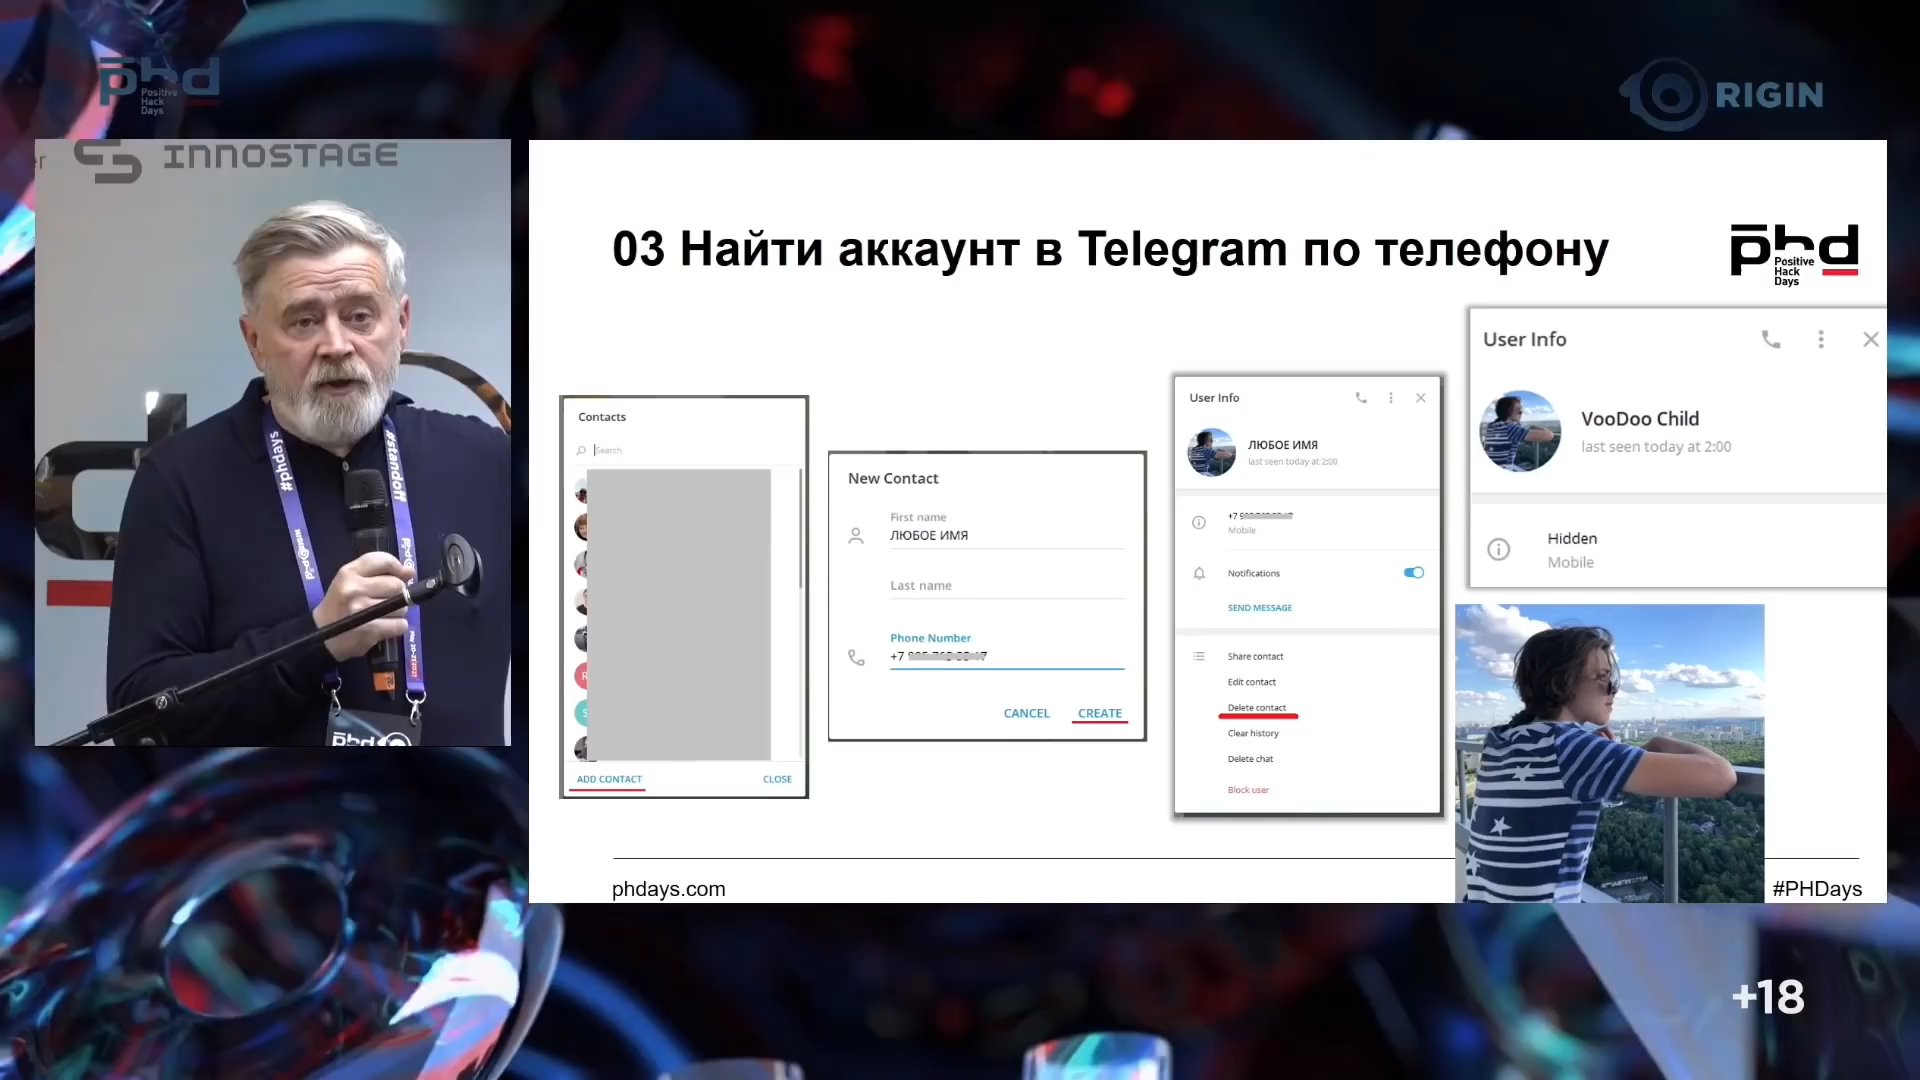 phd
Positive
Hack
Days
RIGIN
INNOSTAGE
#phdays
#standoff
phd
03 Найти аккаунт в Telegram по телефону
phd
Positive
Hack
Days
Contacts
Search
ADD CONTACT
CLOSE
New Contact
First name
ЛЮБОЕ ИМЯ
Last name
Phone Number
+7
CANCEL
CREATE
User Info
ЛЮБОЕ ИМЯ
last seen today at 2:00
+7 9
Mobile
Notifications
SEND MESSAGE
Share contact
Edit contact
Delete contact
Clear history
Delete chat
Block user
User Info
VooDoo Child
last seen today at 2:00
Hidden
Mobile
phdays.com
#PHDays
+18